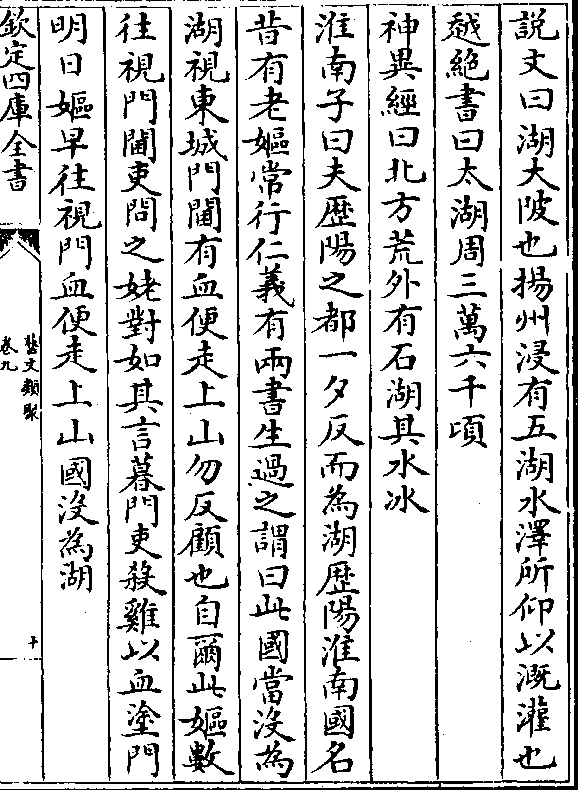 說文曰湖大陂也揚州浸有五湖水澤所仰以溉灌也
越絶書曰太湖周三萬六千頃
神異經曰北方荒外有石湖其水冰
淮南子曰夫歴陽之都一夕反而為湖歴陽淮南國名
昔有老嫗常行仁義有兩書生過之謂曰此國當没為
湖視東城門閫有血便走上山勿反顧也自爾此嫗數
往視門閫吏問之姥對如其言暮門吏殺雞以血塗門
明日嫗早往視門血便走上山國没為湖
欽定四庫全書
藝文類聚
卷九
十